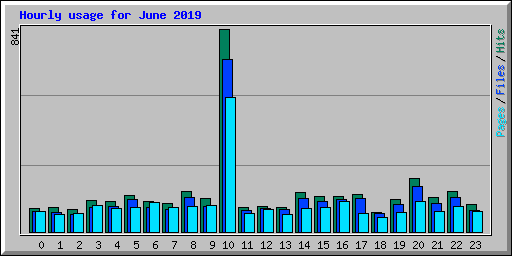 Hourly usage for June 2019
841
Pages / Files / Hits
0 1 2 3 4 5 6 7 8 9 10 11 12 13 14 15 16 17 18 19 20 21 22 23